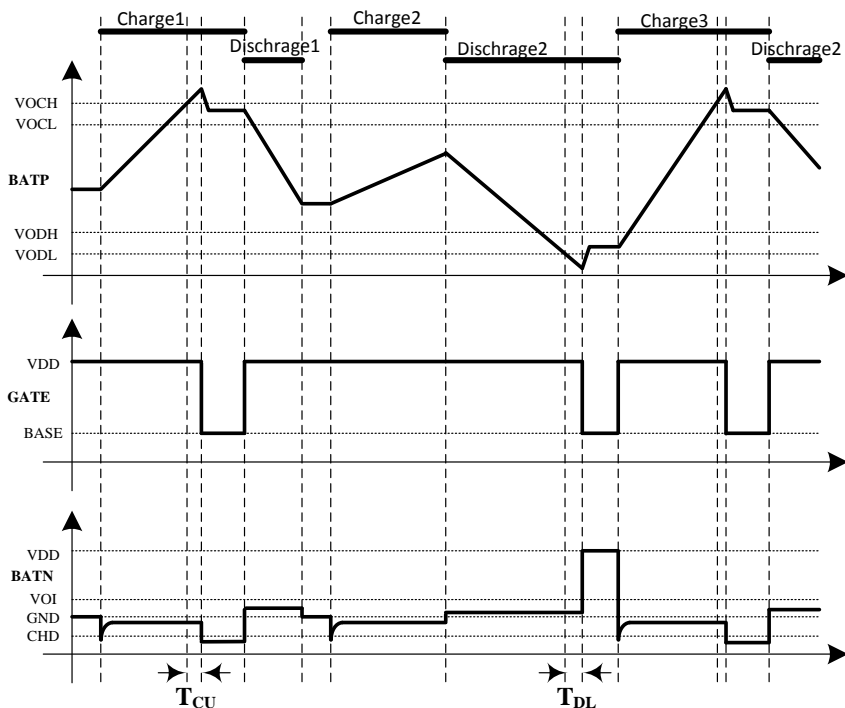 Charge1
Charge2
Charge3
Dischrage1
Dischrage2
Dischrage2
VOCH
VOCL
BATP
VODH
VODL
VDD
GATE
BASE
VDD
BATN
VOI
GND
CHD
TCU
TDL